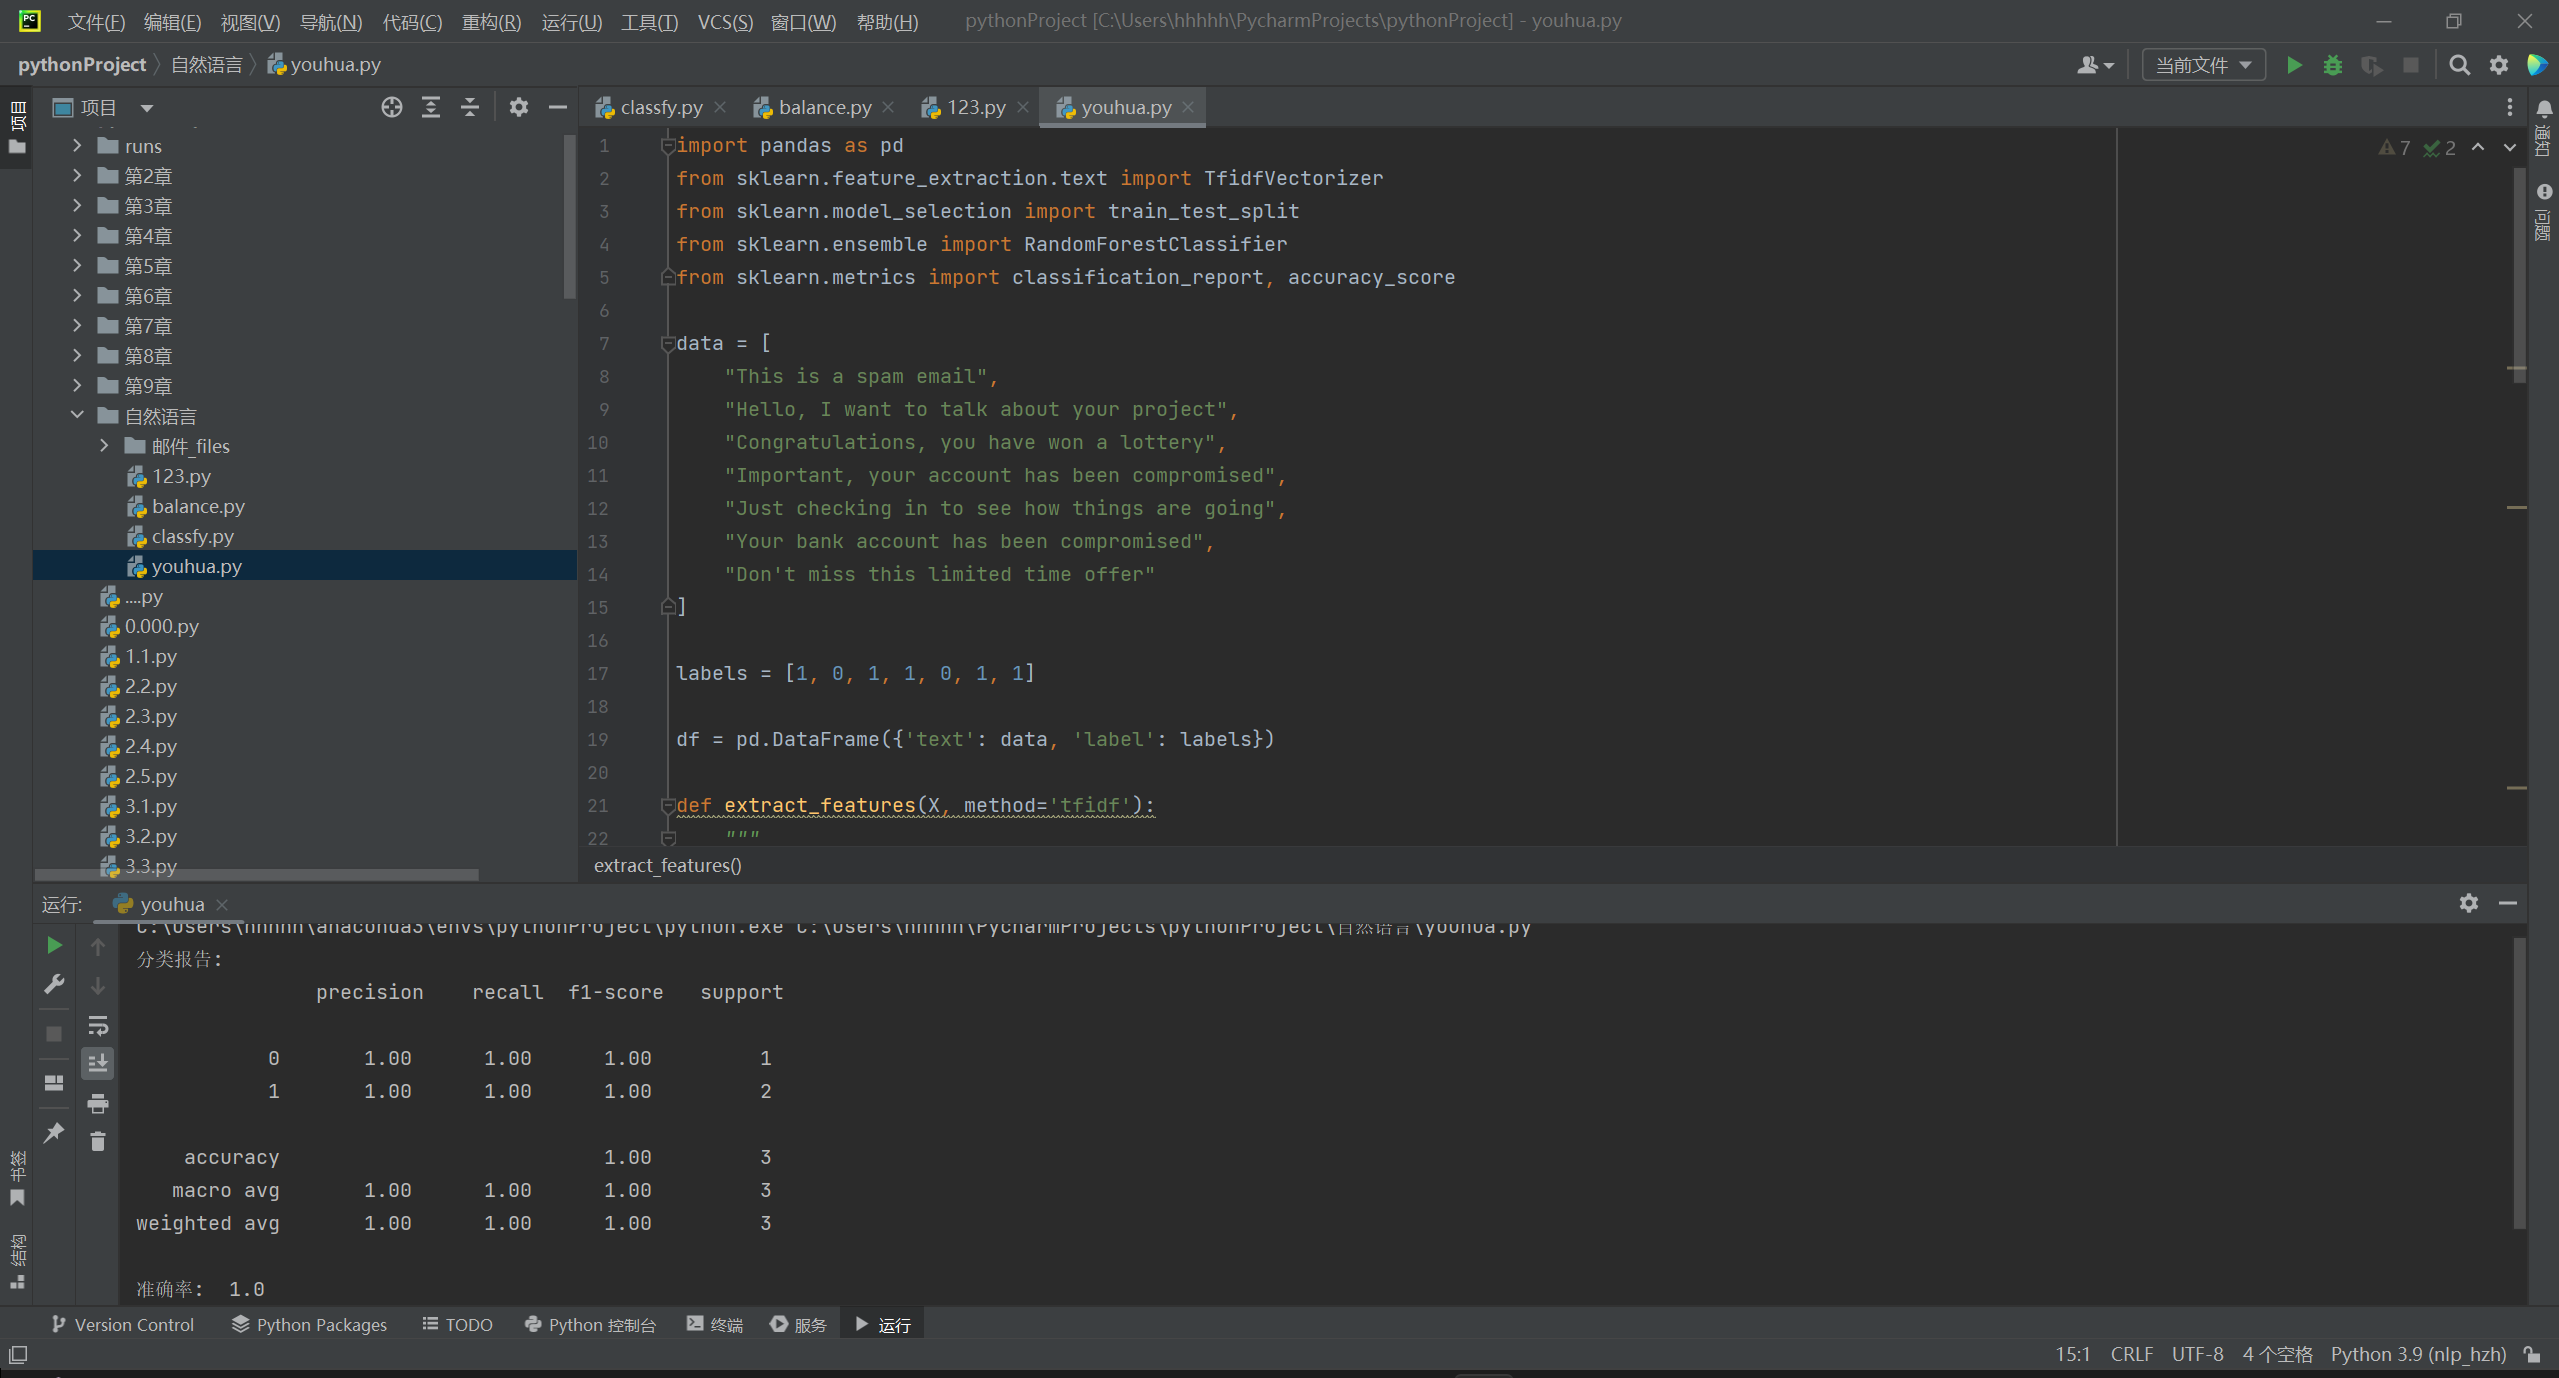 文件(F) 编辑(E) 视图(V) 导航(N) 代码(C) 重构(R) 运行(U) 工具(T) VCS(S) 窗口(W) 帮助(H) pythonProject [C:\Users\hhhhh\PycharmProjects\pythonProject] - youhua.py
pythonProject 自然语言 youhua.py
当前文件
项目
项目
runs
第2章
第3章
第4章
第5章
第6章
第7章
第8章
第9章
自然语言
邮件_files
123.py
balance.py
classfy.py
youhua.py
....py
0.000.py
1.1.py
2.2.py
2.3.py
2.4.py
2.5.py
3.1.py
3.2.py
3.3.py
classfy.py balance.py 123.py youhua.py
7 2
1 import pandas as pd
2 from sklearn.feature_extraction.text import TfidfVectorizer
3 from sklearn.model_selection import train_test_split
4 from sklearn.ensemble import RandomForestClassifier
5 from sklearn.metrics import classification_report, accuracy_score
6
7 data = [
8 "This is a spam email",
9 "Hello, I want to talk about your project",
10 "Congratulations, you have won a lottery",
11 "Important, your account has been compromised",
12 "Just checking in to see how things are going",
13 "Your bank account has been compromised",
14 "Don't miss this limited time offer"
15 ]
16
17 labels = [1, 0, 1, 1, 0, 1, 1]
18
19 df = pd.DataFrame({'text': data, 'label': labels})
20
21 def extract_features(X, method='tfidf'):
22 """
extract_features()
通知
问题
运行: youhua
C:\Users\hhhhh\anaconda3\envs\pythonProject\python.exe C:\Users\hhhhh\PycharmProjects\pythonProject\自然语言\youhua.py
分类报告:
precision recall f1-score support
0 1.00 1.00 1.00 1
1 1.00 1.00 1.00 2
accuracy 1.00 3
macro avg 1.00 1.00 1.00 3
weighted avg 1.00 1.00 1.00 3
准确率: 1.0
书签
结构
Version Control Python Packages TODO Python 控制台 终端 服务 运行
15:1 CRLF UTF-8 4 个空格 Python 3.9 (nlp_hzh)